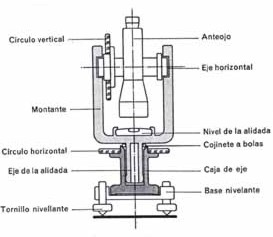 Círculo vertical
Anteojo
Eje horizontal
Montante
Nivel de la alidada
Cojinete a bolas
Círculo horizontal
Eje de la alidada
Caja de eje
Base nivelante
Tornillo nivellante